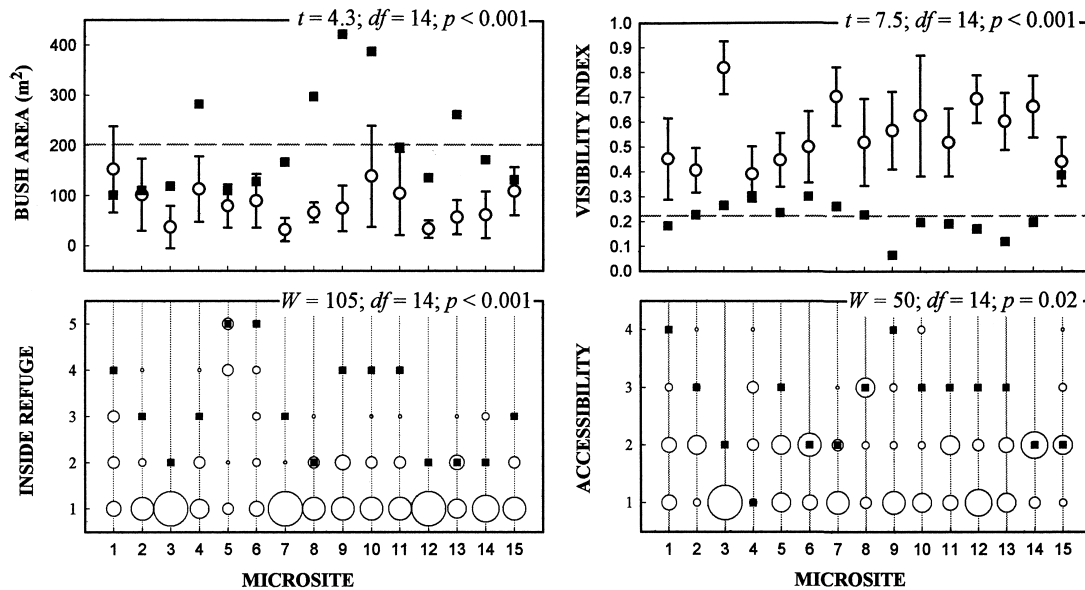 t = 4.3; df = 14; p < 0.001
BUSH AREA (m²)
400
300
200
100
0
t = 7.5; df = 14; p < 0.001
VISIBILITY INDEX
1.0
0.9
0.8
0.7
0.6
0.5
0.4
0.3
0.2
0.1
0.0
W = 105; df = 14; p < 0.001
INSIDE REFUGE
5
4
3
2
1
1 2 3 4 5 6 7 8 9 10 11 12 13 14 15
MICROSITE
W = 50; df = 14; p = 0.02
ACCESSIBILITY
4
3
2
1
1 2 3 4 5 6 7 8 9 10 11 12 13 14 15
MICROSITE